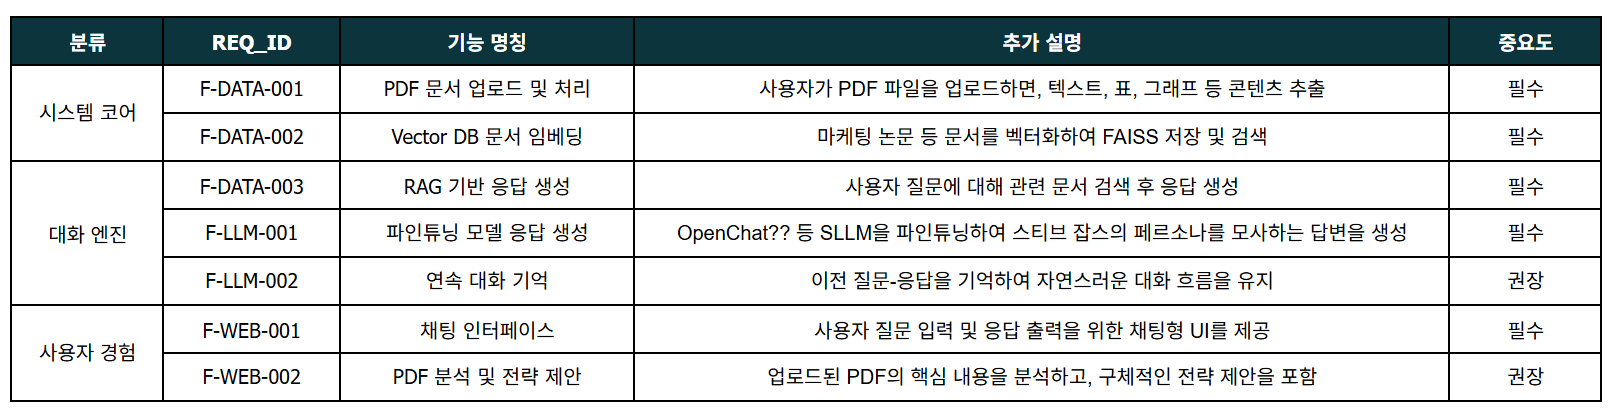 분류 REQ_ID 기능 명칭 추가 설명 중요도
시스템 코어
F-DATA-001 PDF 문서 업로드 및 처리 사용자가 PDF 파일을 업로드하면, 텍스트, 표, 그래프 등 콘텐츠 추출 필수
F-DATA-002 Vector DB 문서 임베딩 마케팅 논문 등 문서를 벡터화하여 FAISS 저장 및 검색 필수
대화 엔진
F-DATA-003 RAG 기반 응답 생성 사용자 질문에 대해 관련 문서 검색 후 응답 생성 필수
F-LLM-001 파인튜닝 모델 응답 생성 OpenChat?? 등 SLLM을 파인튜닝하여 스티브 잡스의 페르소나를 모사하는 답변을 생성 필수
F-LLM-002 연속 대화 기억 이전 질문-응답을 기억하여 자연스러운 대화 흐름을 유지 권장
사용자 경험
F-WEB-001 채팅 인터페이스 사용자 질문 입력 및 응답 출력을 위한 채팅형 UI를 제공 필수
F-WEB-002 PDF 분석 및 전략 제안 업로드된 PDF의 핵심 내용을 분석하고, 구체적인 전략 제안을 포함 권장